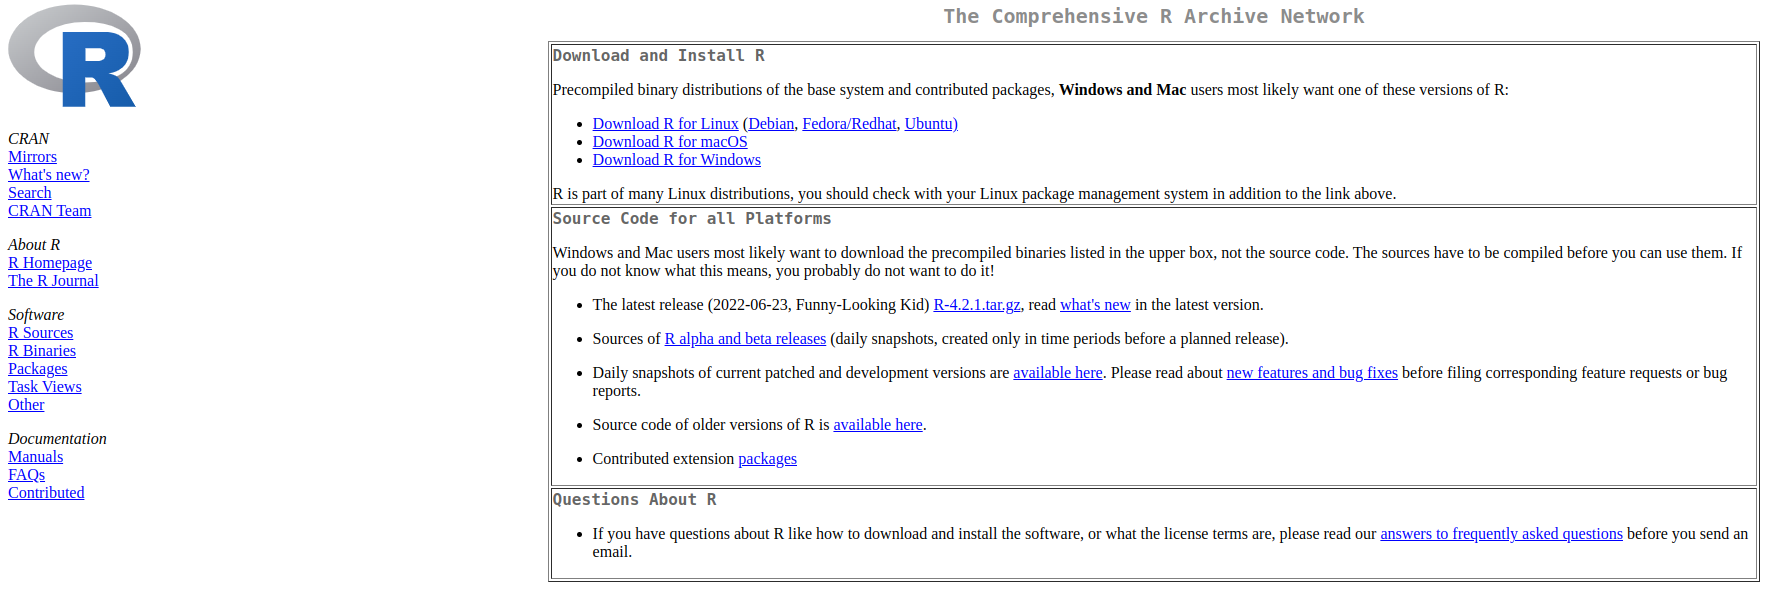 R
CRAN
Mirrors
What's new?
Search
CRAN Team
About R
R Homepage
The R Journal
Software
R Sources
R Binaries
Packages
Task Views
Other
Documentation
Manuals
FAQs
Contributed
The Comprehensive R Archive Network
Download and Install R
Precompiled binary distributions of the base system and contributed packages, Windows and Mac users most likely want one of these versions of R:
Download R for Linux (Debian, Fedora/Redhat, Ubuntu)
Download R for macOS
Download R for Windows
R is part of many Linux distributions, you should check with your Linux package management system in addition to the link above.
Source Code for all Platforms
Windows and Mac users most likely want to download the precompiled binaries listed in the upper box, not the source code. The sources have to be compiled before you can use them. If
you do not know what this means, you probably do not want to do it!
The latest release (2022-06-23, Funny-Looking Kid) R-4.2.1.tar.gz, read what's new in the latest version.
Sources of R alpha and beta releases (daily snapshots, created only in time periods before a planned release).
Daily snapshots of current patched and development versions are available here. Please read about new features and bug fixes before filing corresponding feature requests or bug
reports.
Source code of older versions of R is available here.
Contributed extension packages
Questions About R
If you have questions about R like how to download and install the software, or what the license terms are, please read our answers to frequently asked questions before you send an
email.